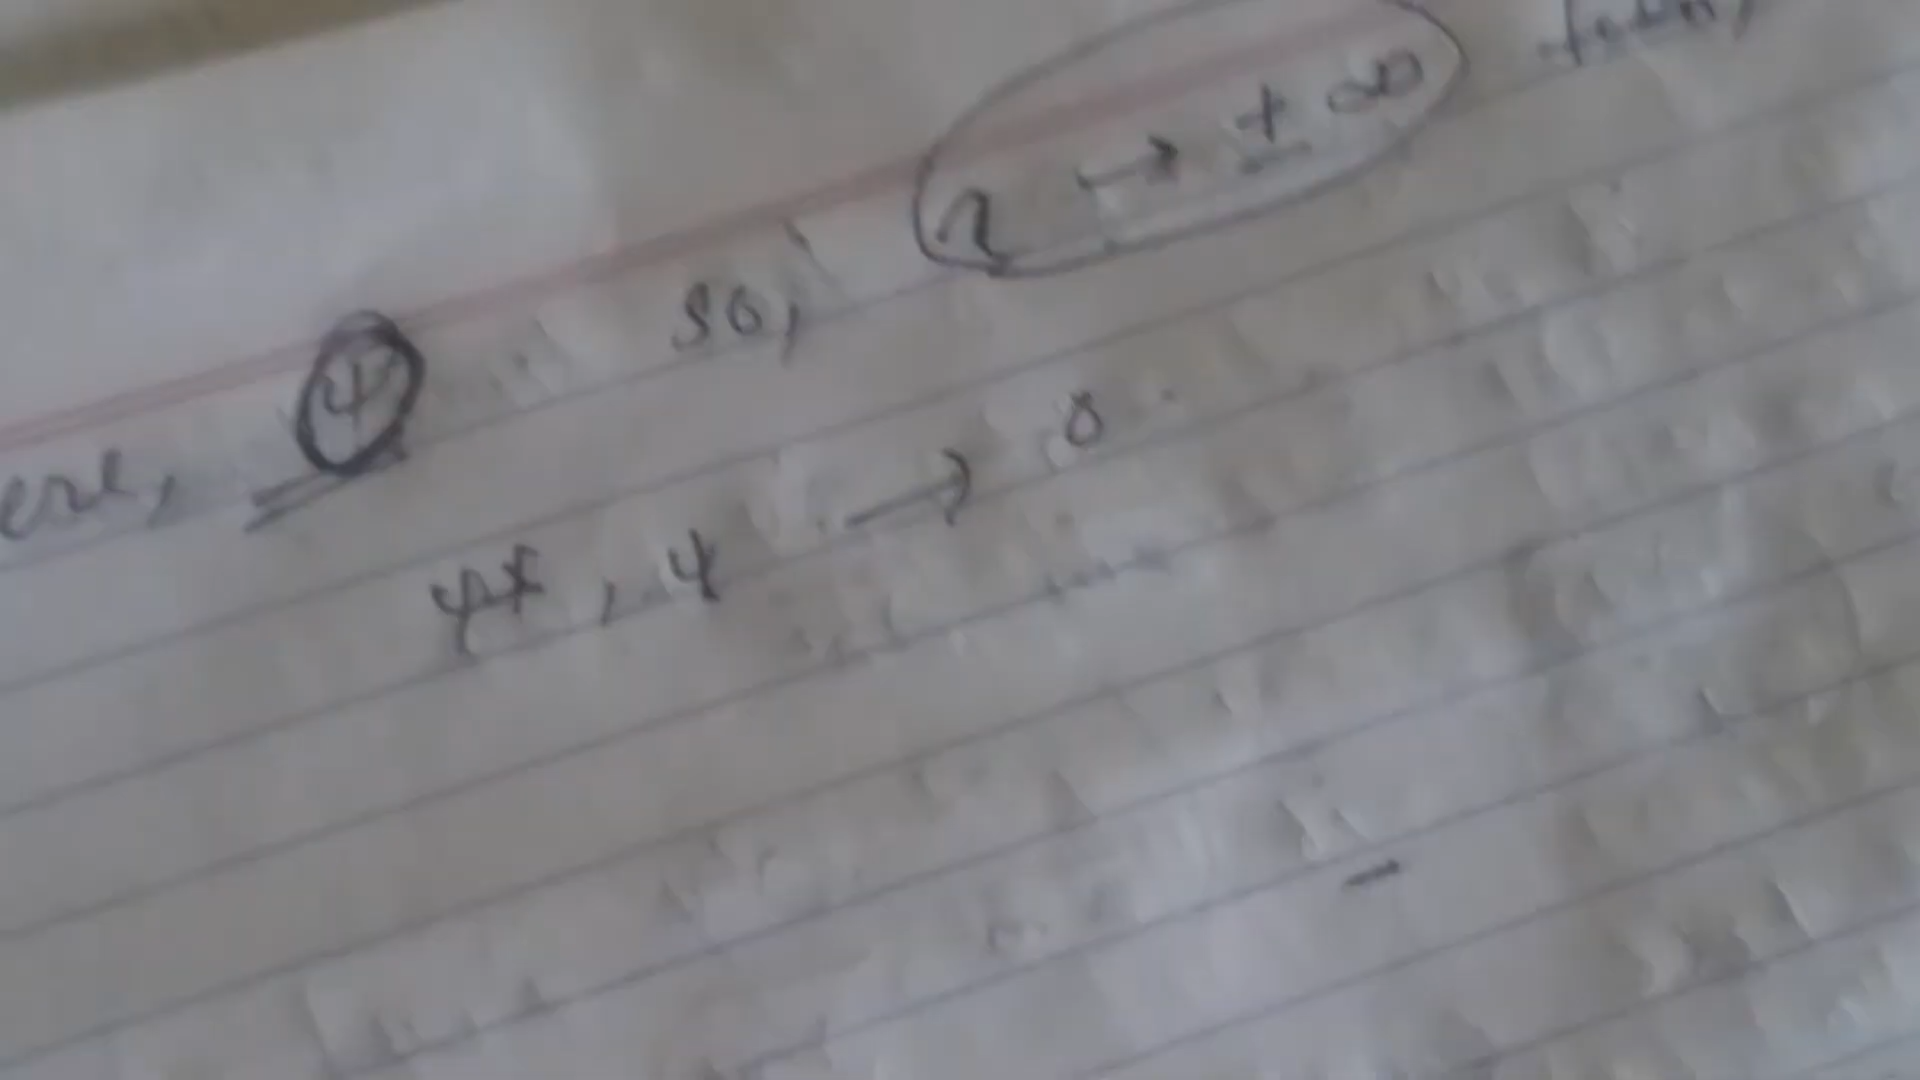 ψ so, x → ± ∞
ψ* , ψ → 0